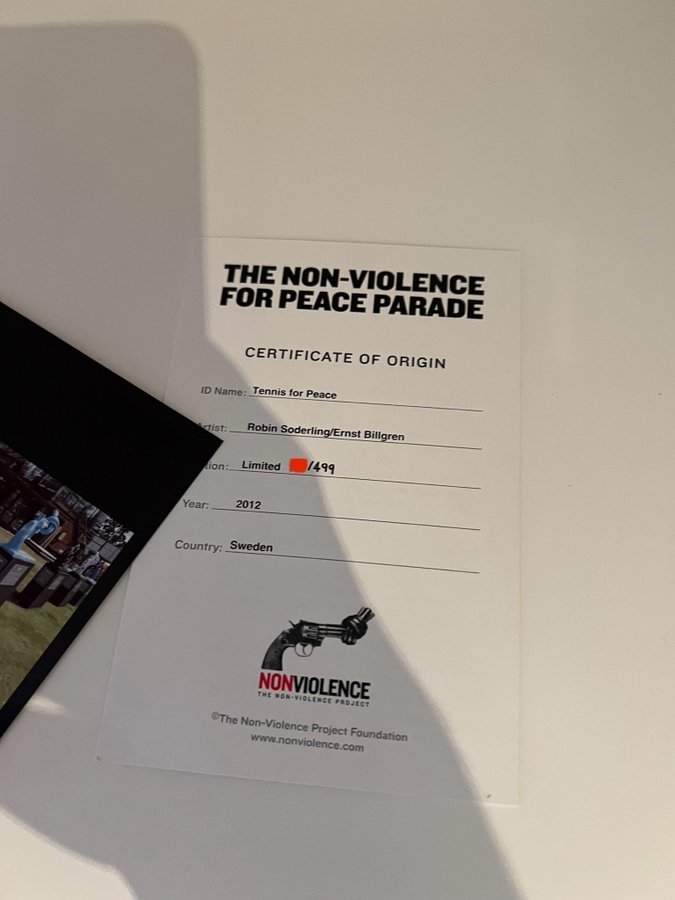 THE NON-VIOLENCE
FOR PEACE PARADE
CERTIFICATE OF ORIGIN
ID Name: Tennis for Peace
Robin Soderling/Ernst Billgren
Limited /499
Year: 2012
Country: Sweden
NONVIOLENCE
THE NON-VIOLENCE PROJECT
©The Non-Violence Project Foundation
www.nonviolence.com